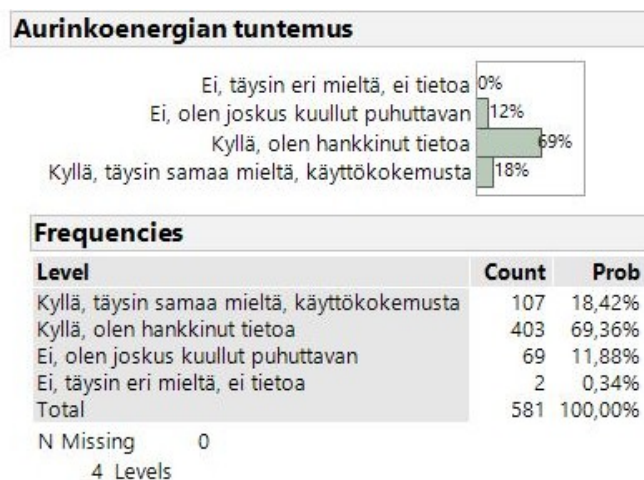 Aurinkoenergian tuntemus
Ei, täysin eri mieltä, ei tietoa 0%
Ei, olen joskus kuullut puhuttavan 12%
Kyllä, olen hankkinut tietoa 69%
Kyllä, täysin samaa mieltä, käyttökokemusta 18%
Frequencies
Level Count Prob
Kyllä, täysin samaa mieltä, käyttökokemusta 107 18,42%
Kyllä, olen hankkinut tietoa 403 69,36%
Ei, olen joskus kuullut puhuttavan 69 11,88%
Ei, täysin eri mieltä, ei tietoa 2 0,34%
Total 581 100,00%
N Missing 0
4 Levels